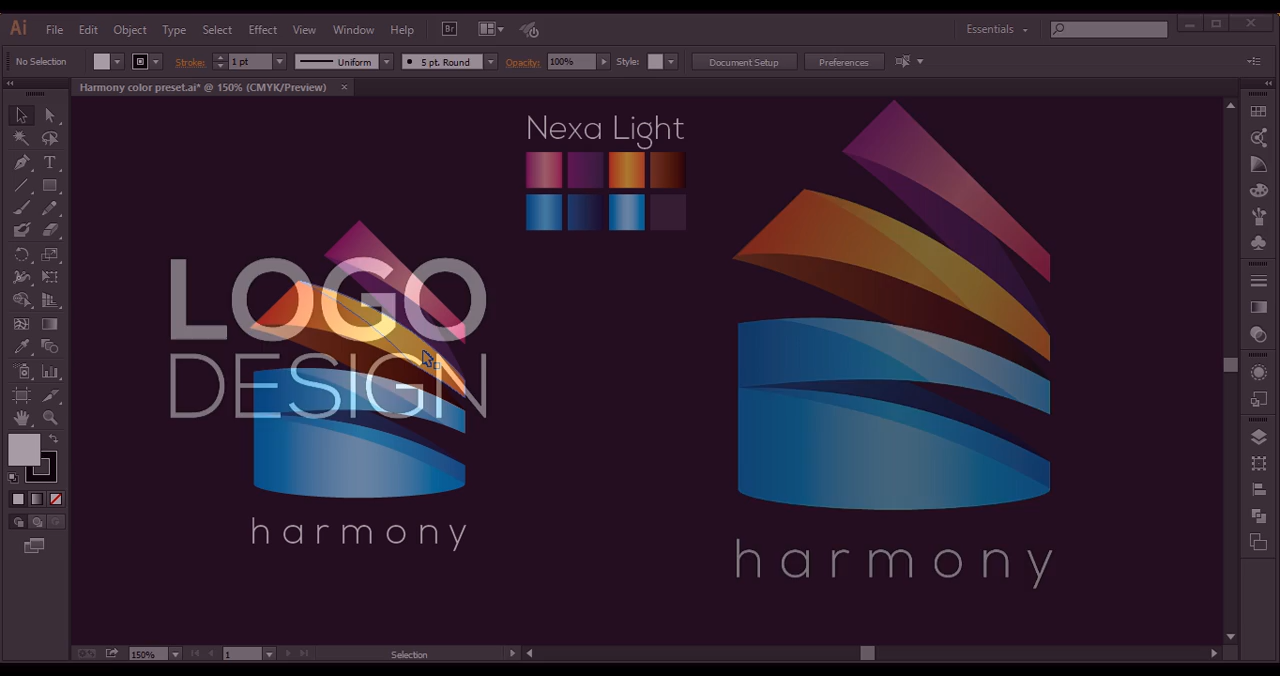 Ai File Edit Object Type Select Effect View Window Help Br Essentials
No Selection Stroke: 1 pt Uniform 5 pt. Round Opacity: 100% Style: Document Setup Preferences
Harmony color preset.ai* @ 150% (CMYK/Preview)
Nexa Light
LOGO
DESIGN
harmony
harmony
150% 1 Selection